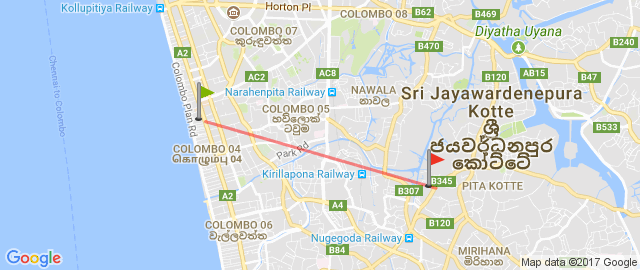 Kollupitiya Railway
Horton Pl
COLOMBO 08
B469
B62
COLOMBO 07
කුරුඳුවත්ත
Diyatha Uyana
A2
B470
B240
AC2
AC8
AB15
B47
Narahenpita Railway
NAWALA
නාවල
Sri Jayawardenepura
Kotte
ශ්‍රී
ජයවර්ධනපුර
කෝට්ටේ
Chennai to Colombo
Colombo Plan Rd
COLOMBO 05
හව්ලොක්
ටවුම
B120
B533
Park Rd
COLOMBO 04
கொழும்பு 04
A2
Kirillapona Railway
B345
B307
PITA KOTTE
A4
B120
COLOMBO 06
වැල්ලවත්ත
B84
Nugegoda Railway
MIRIHANA
මිරිහාන
Google
Map data ©2017 Google